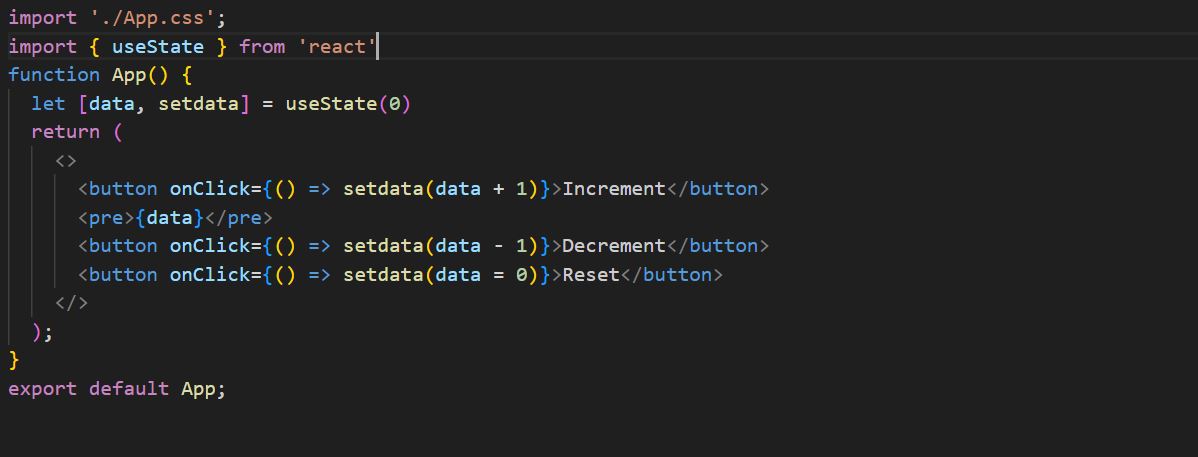 import './App.css';
import { useState } from 'react'
function App() {
  let [data, setdata] = useState(0)
  return (
    <>
      <button onClick={() => setdata(data + 1)}>Increment</button>
      <pre>{data}</pre>
      <button onClick={() => setdata(data - 1)}>Decrement</button>
      <button onClick={() => setdata(data = 0)}>Reset</button>
    </>
  );
}
export default App;